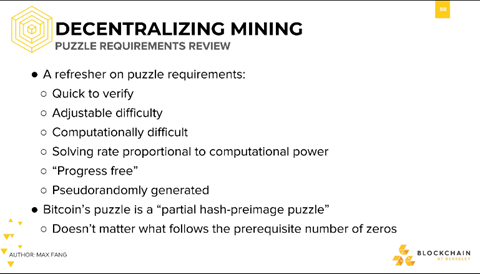 86
DECENTRALIZING MINING
PUZZLE REQUIREMENTS REVIEW
● A refresher on puzzle requirements:
○ Quick to verify
○ Adjustable difficulty
○ Computationally difficult
○ Solving rate proportional to computational power
○ “Progress free”
○ Pseudorandomly generated
● Bitcoin’s puzzle is a “partial hash-preimage puzzle”
○ Doesn’t matter what follows the prerequisite number of zeros
AUTHOR: MAX FANG
BLOCKCHAIN
AT BERKELEY